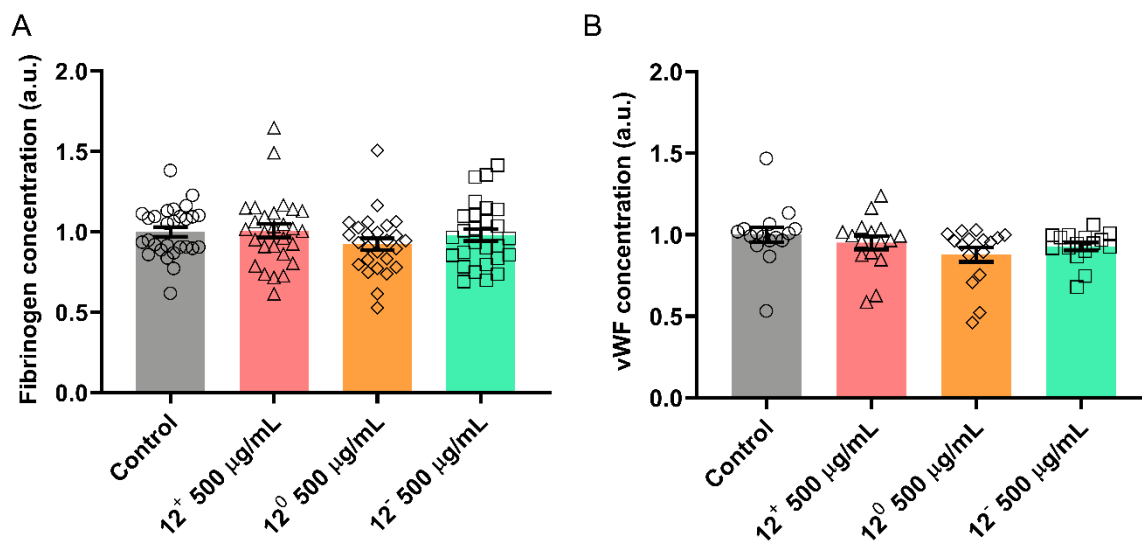 A
Fibrinogen concentration (a.u.)
2.0
1.5
1.0
0.5
0.0
Control
12⁺ 500 μg/mL
12⁰ 500 μg/mL
12⁻ 500 μg/mL
B
vWF concentration (a.u.)
2.0
1.5
1.0
0.5
0.0
Control
12⁺ 500 μg/mL
12⁰ 500 μg/mL
12⁻ 500 μg/mL